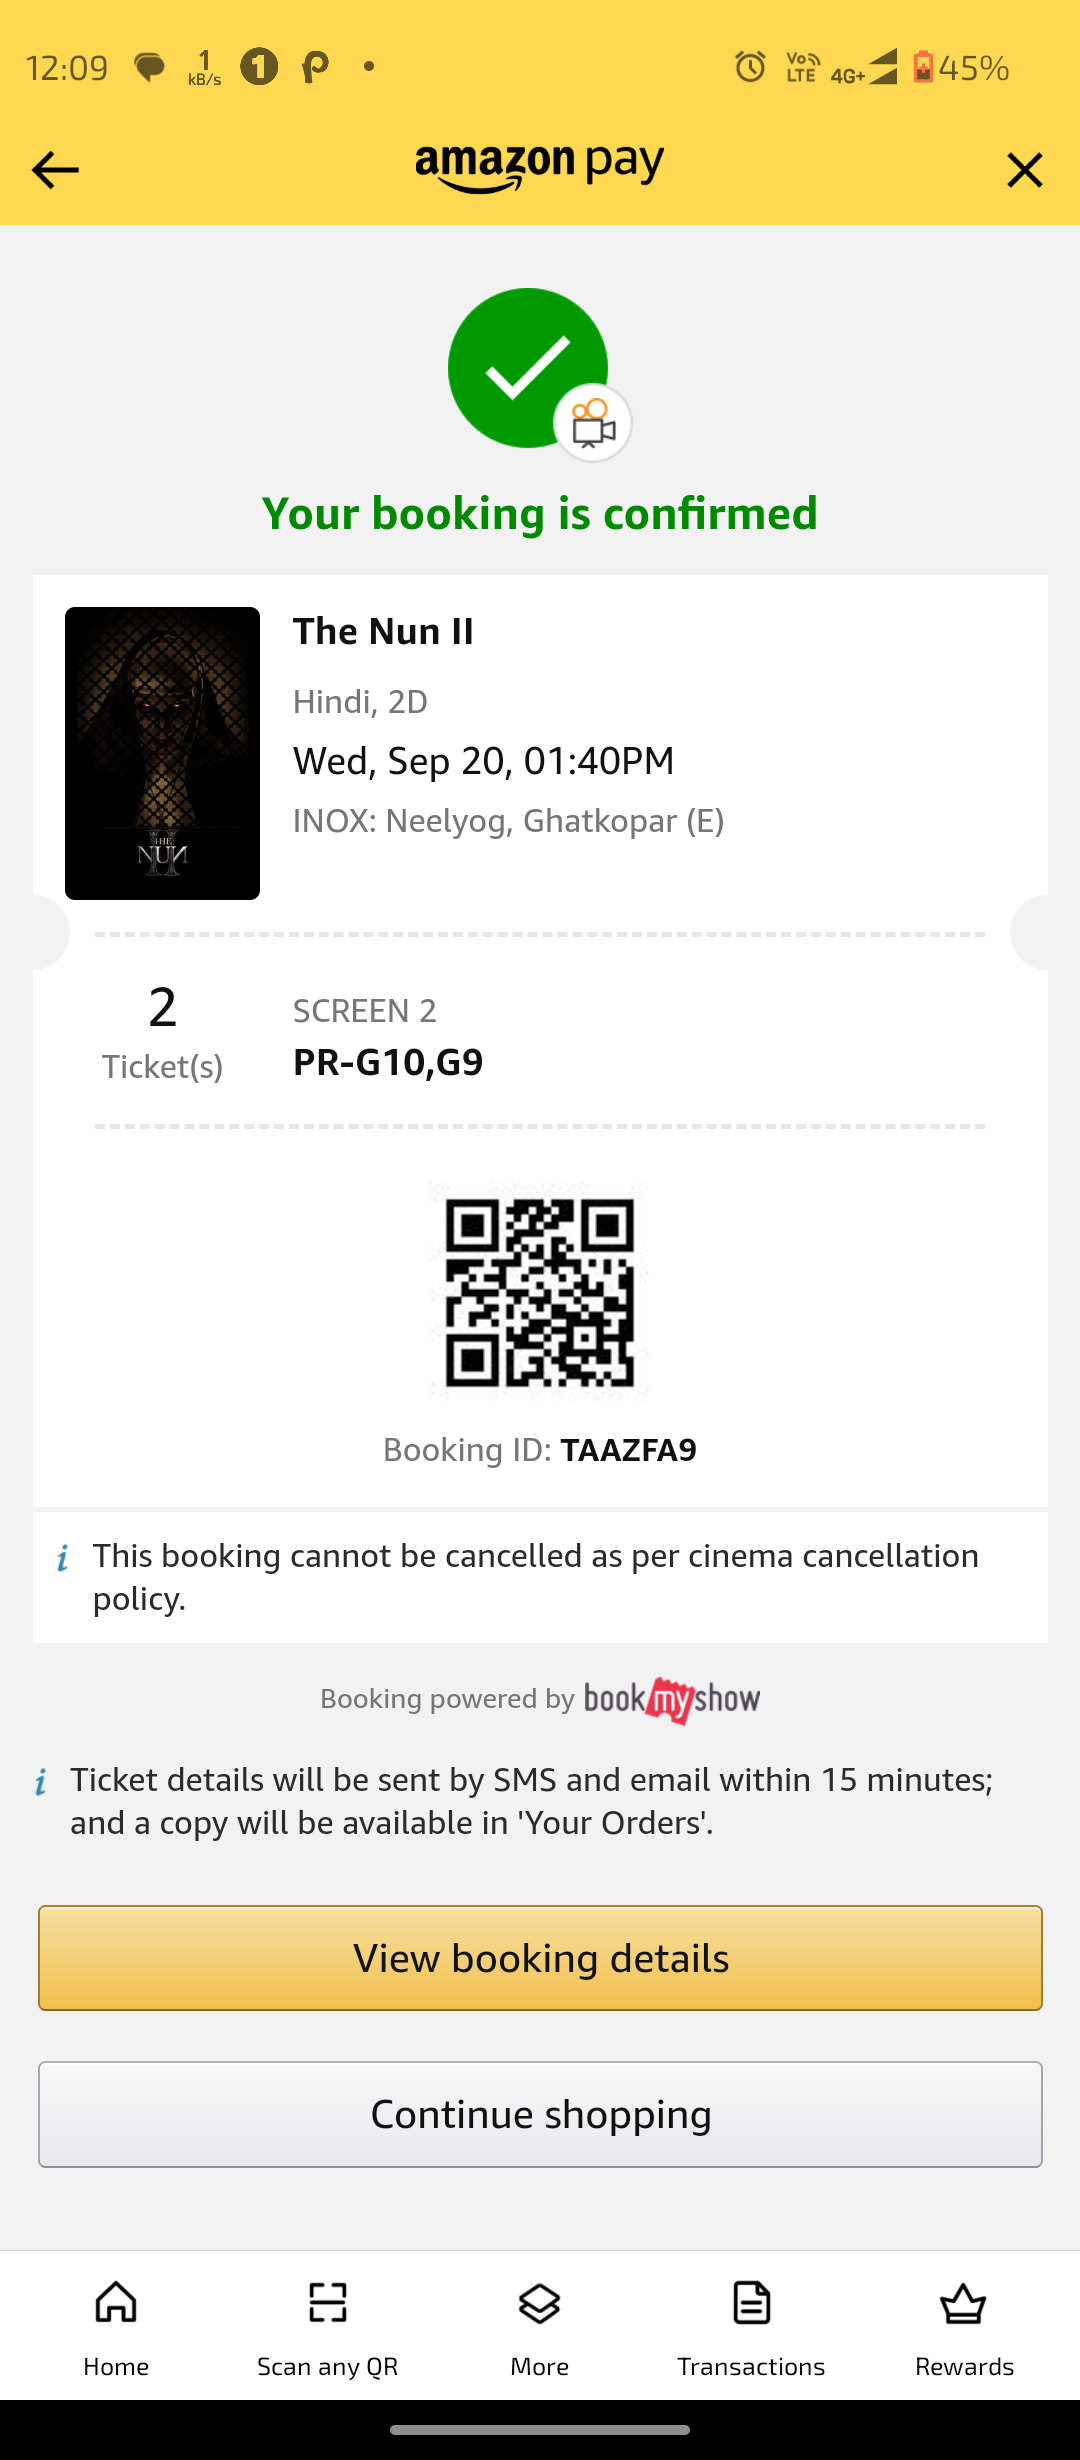 12:09 1 kB/s 1 Vo LTE 4G+ 45%
amazon pay
Your booking is confirmed
The Nun II
Hindi, 2D
Wed, Sep 20, 01:40PM
INOX: Neelyog, Ghatkopar (E)
THE
NUN
II
2
Ticket(s)
SCREEN 2
PR-G10,G9
Booking ID: TAAZFA9
This booking cannot be cancelled as per cinema cancellation
policy.
Booking powered by bookmyshow
Ticket details will be sent by SMS and email within 15 minutes;
and a copy will be available in 'Your Orders'.
View booking details
Continue shopping
Home Scan any QR More Transactions Rewards